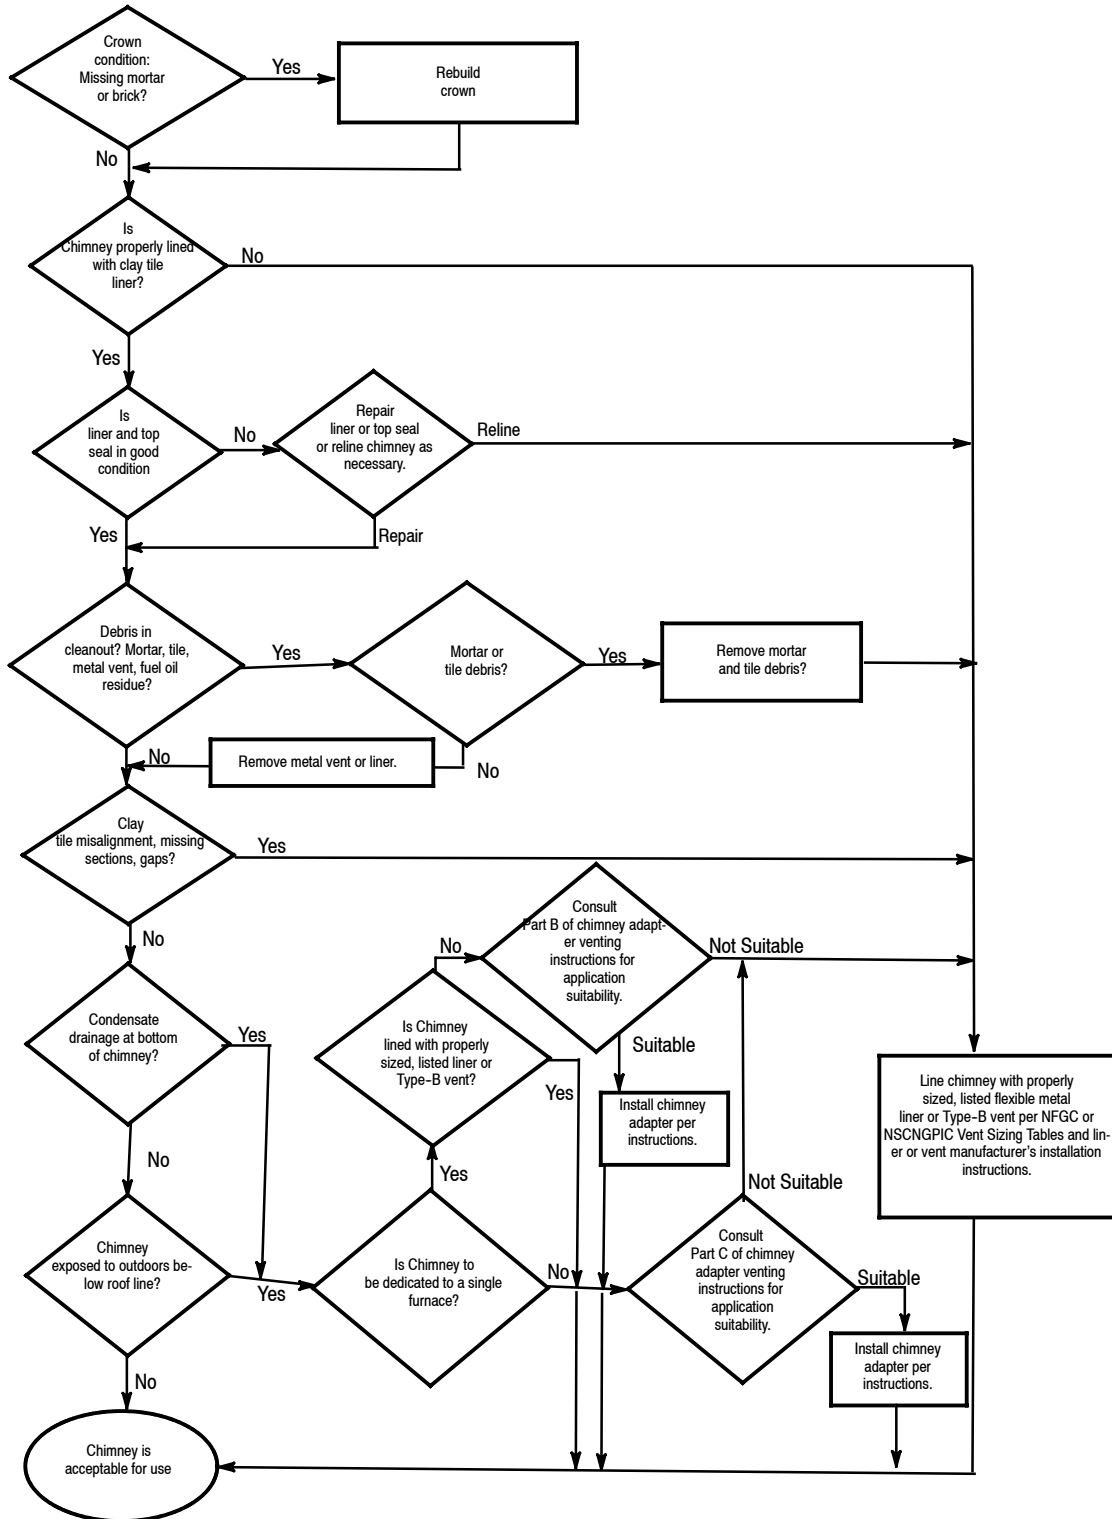 Crown
condition:
Missing mortar
or brick?
Yes
Rebuild
crown
No
Is
Chimney properly lined
with clay tile
liner?
No
Yes
Is
liner and top
seal in good
condition
No
Repair
liner or top seal
or reline chimney as
necessary.
Reline
Yes
Repair
Debris in
cleanout? Mortar, tile,
metal vent, fuel oil
residue?
Yes
Mortar or
tile debris?
Yes
Remove mortar
and tile debris?
No
Remove metal vent or liner.
No
Clay
tile misalignment, missing
sections, gaps?
Yes
No
Consult
Part B of chimney adapt-
er venting
instructions for
application
suitability.
No
Not Suitable
Condensate
drainage at bottom
of chimney?
Yes
Is Chimney
lined with properly
sized, listed liner or
Type-B vent?
Suitable
Yes
Install chimney
adapter per
instructions.
Line chimney with properly
sized, listed flexible metal
liner or Type-B vent per NFGC or
NSCNGPIC Vent Sizing Tables and lin-
er or vent manufacturer's installation
instructions.
No
Yes
Not Suitable
Chimney
exposed to outdoors be-
low roof line?
Yes
Is Chimney to
be dedicated to a single
furnace?
No
Consult
Part C of chimney
adapter venting
instructions for
application
suitability.
Suitable
Install chimney
adapter per
instructions.
No
Chimney is
acceptable for use